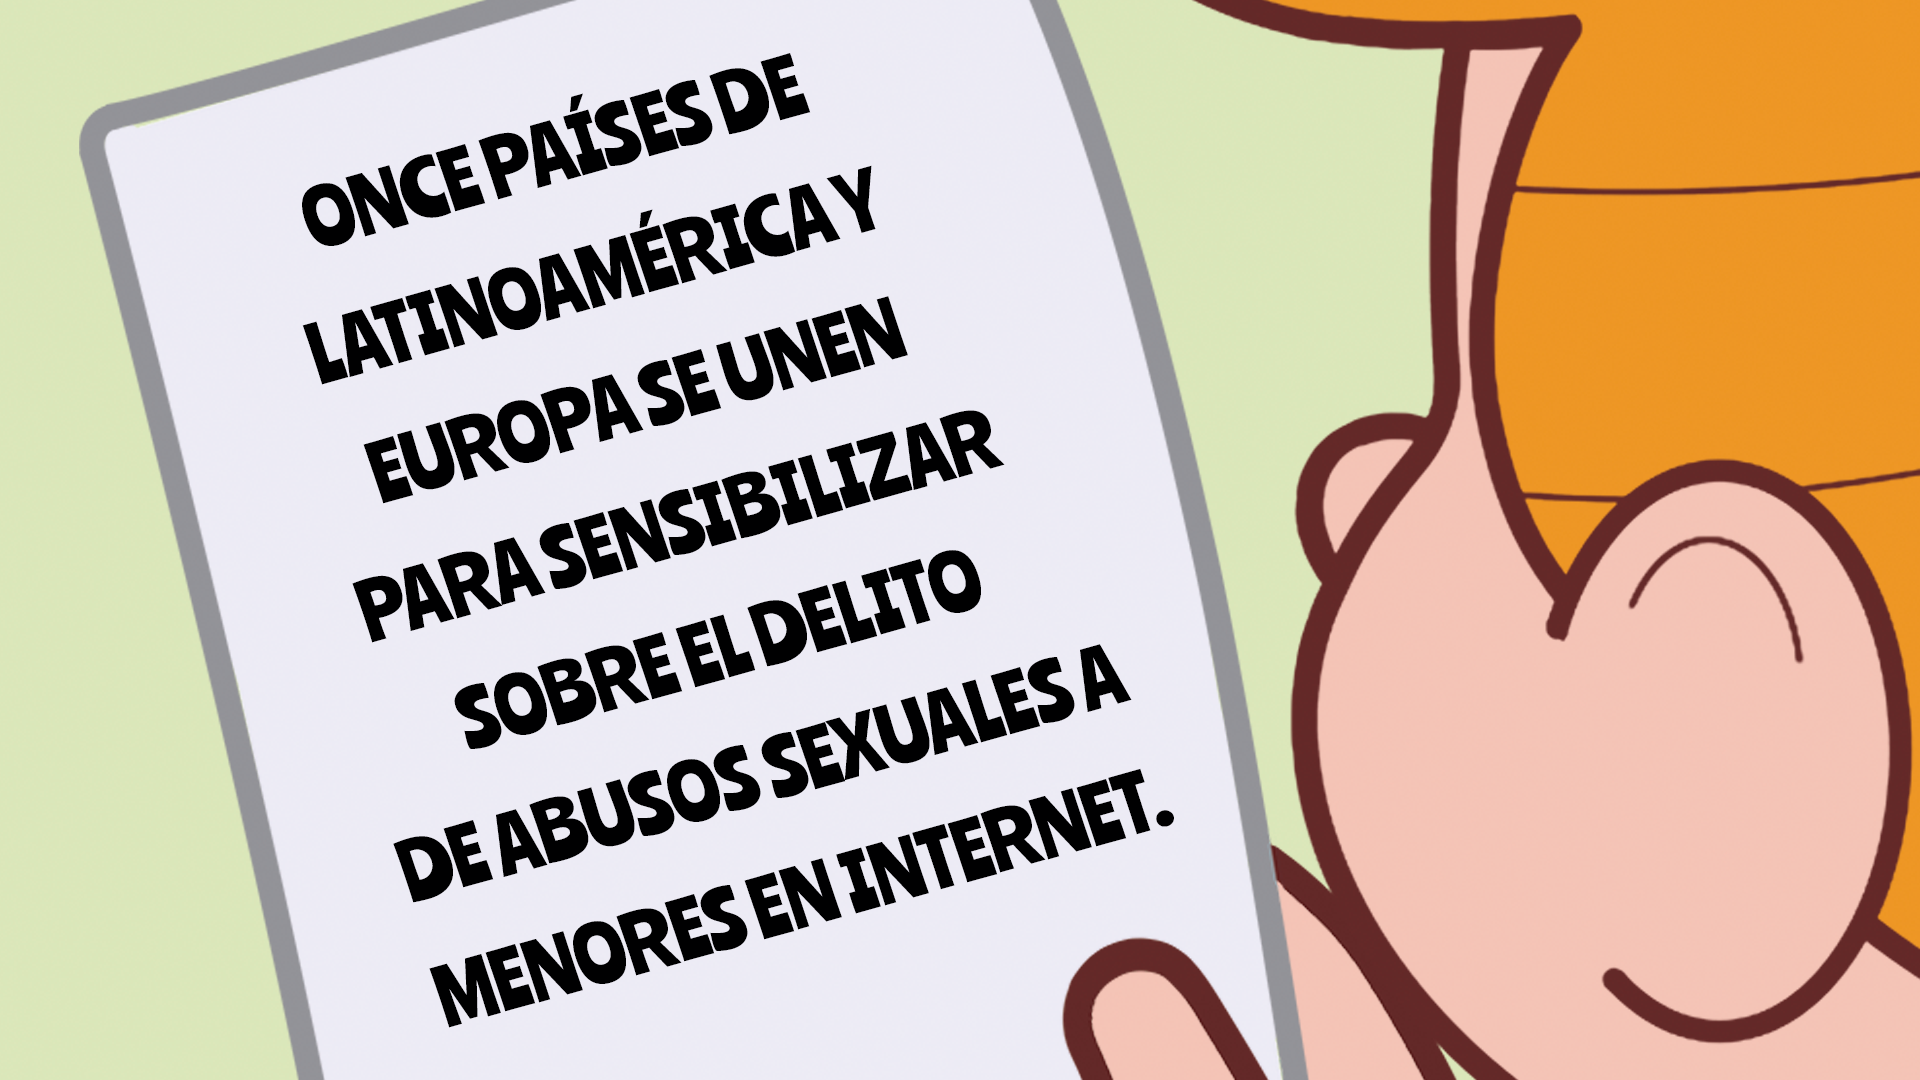 ONCE PAÍSES DE
LATINOAMÉRICA Y
EUROPA SE UNEN
PARA SENSIBILIZAR
SOBRE EL DELITO
DE ABUSOS SEXUALES A
MENORES EN INTERNET.